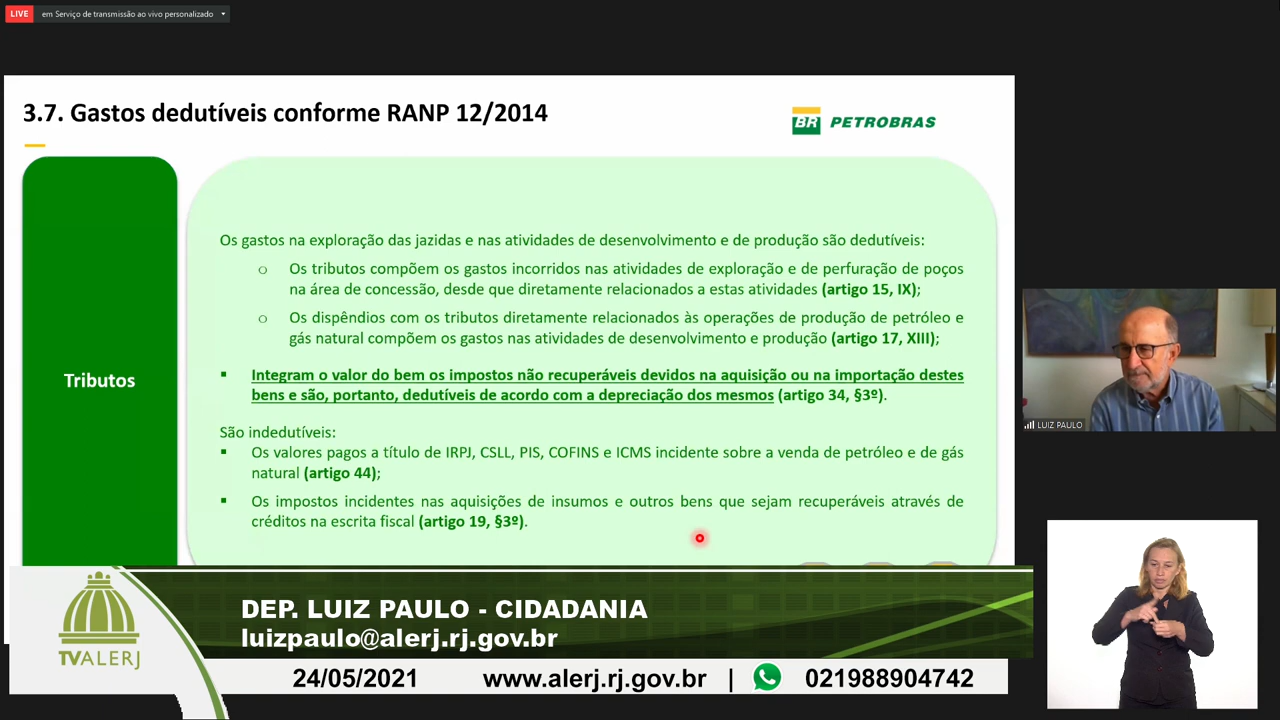 LIVE em Serviço de transmissão ao vivo personalizado
3.7. Gastos dedutíveis conforme RANP 12/2014
BR PETROBRAS
Tributos
Os gastos na exploração das jazidas e nas atividades de desenvolvimento e de produção são dedutíveis:
Os tributos compõem os gastos incorridos nas atividades de exploração e de perfuração de poços
na área de concessão, desde que diretamente relacionados a estas atividades (artigo 15, IX);
Os dispêndios com os tributos diretamente relacionados às operações de produção de petróleo e
gás natural compõem os gastos nas atividades de desenvolvimento e produção (artigo 17, XIII);
Integram o valor do bem os impostos não recuperáveis devidos na aquisição ou na importação destes
bens e são, portanto, dedutíveis de acordo com a depreciação dos mesmos (artigo 34, §3º).
São indedutíveis:
Os valores pagos a título de IRPJ, CSLL, PIS, COFINS e ICMS incidente sobre a venda de petróleo e de gás
natural (artigo 44);
Os impostos incidentes nas aquisições de insumos e outros bens que sejam recuperáveis através de
créditos na escrita fiscal (artigo 19, §3º).
LUIZ PAULO
DEP. LUIZ PAULO - CIDADANIA
luizpaulo@alerj.rj.gov.br
TVALERJ
24/05/2021 www.alerj.rj.gov.br | 021988904742